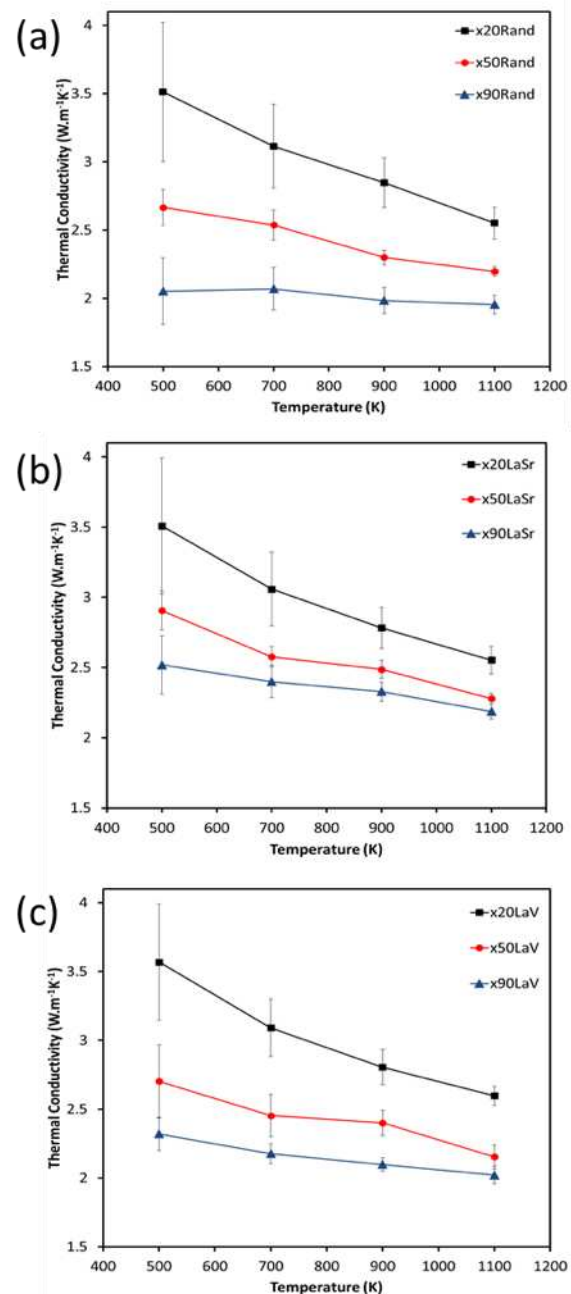 (a)
x20Rand
x50Rand
x90Rand
Thermal Conductivity (W.m-1K-1)
4
3.5
3
2.5
2
1.5
400 500 600 700 800 900 1000 1100 1200
Temperature (K)
(b)
x20LaSr
x50LaSr
x90LaSr
Thermal Conductivity (W.m-1K-1)
4
3.5
3
2.5
2
1.5
400 500 600 700 800 900 1000 1100 1200
Temperature (K)
(c)
x20LaV
x50LaV
x90LaV
Thermal Conductivity (W.m-1K-1)
4
3.5
3
2.5
2
1.5
400 500 600 700 800 900 1000 1100 1200
Temperature (K)